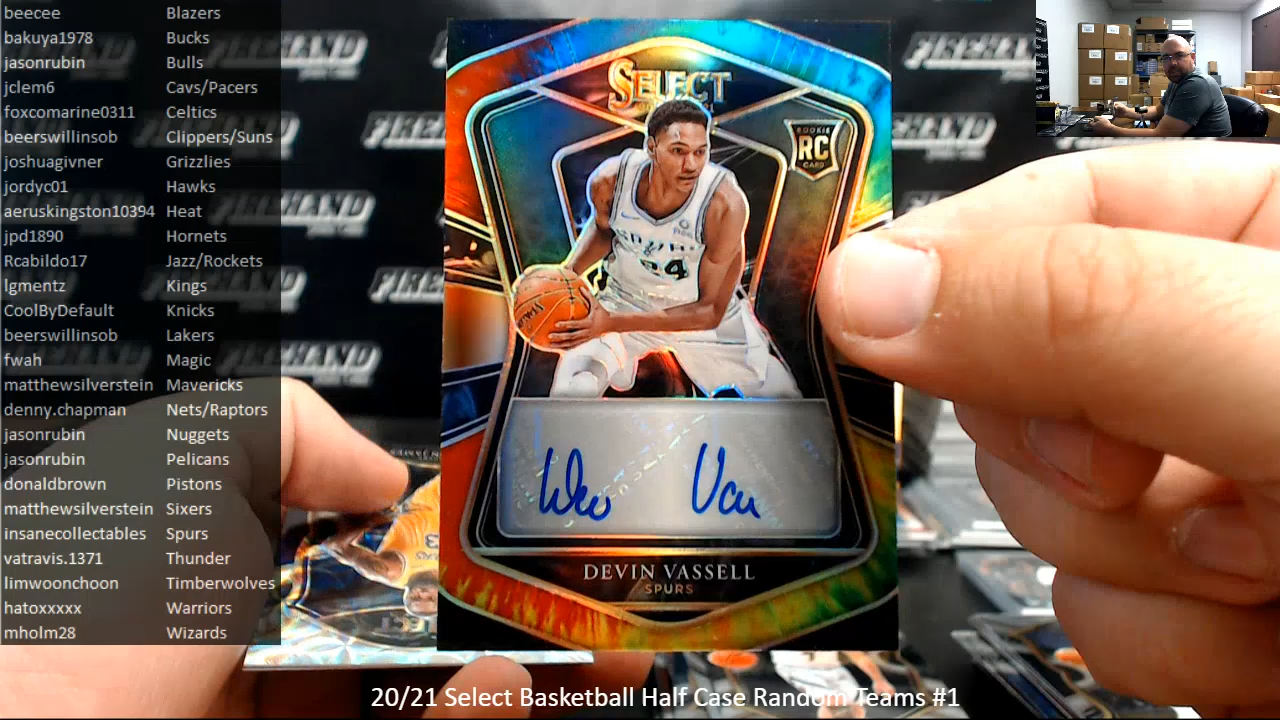 beecee Blazers
bakuya1978 Bucks
jasonrubin Bulls
jclem6 Cavs/Pacers
foxcomarine0311 Celtics
beerswillinsob Clippers/Suns
joshuagivner Grizzlies
jordyc01 Hawks
aeruskingston10394 Heat
jpd1890 Hornets
Rcabildo17 Jazz/Rockets
lgmentz Kings
CoolByDefault Knicks
beerswillinsob Lakers
fwah Magic
matthewsilverstein Mavericks
denny.chapman Nets/Raptors
jasonrubin Nuggets
jasonrubin Pelicans
donaldbrown Pistons
matthewsilverstein Sixers
insanecollectables Spurs
vatravis.1371 Thunder
limwoonchoon Timberwolves
hatoxxxxx Warriors
mholm28 Wizards
SELECT
ROOKIE
RC
CARD
SPALDING
SPURS
24
DEVIN VASSELL
SPURS
FIREHAND
FIREHAND
FIREHAND
20/21 Select Basketball Half Case Random Teams #1